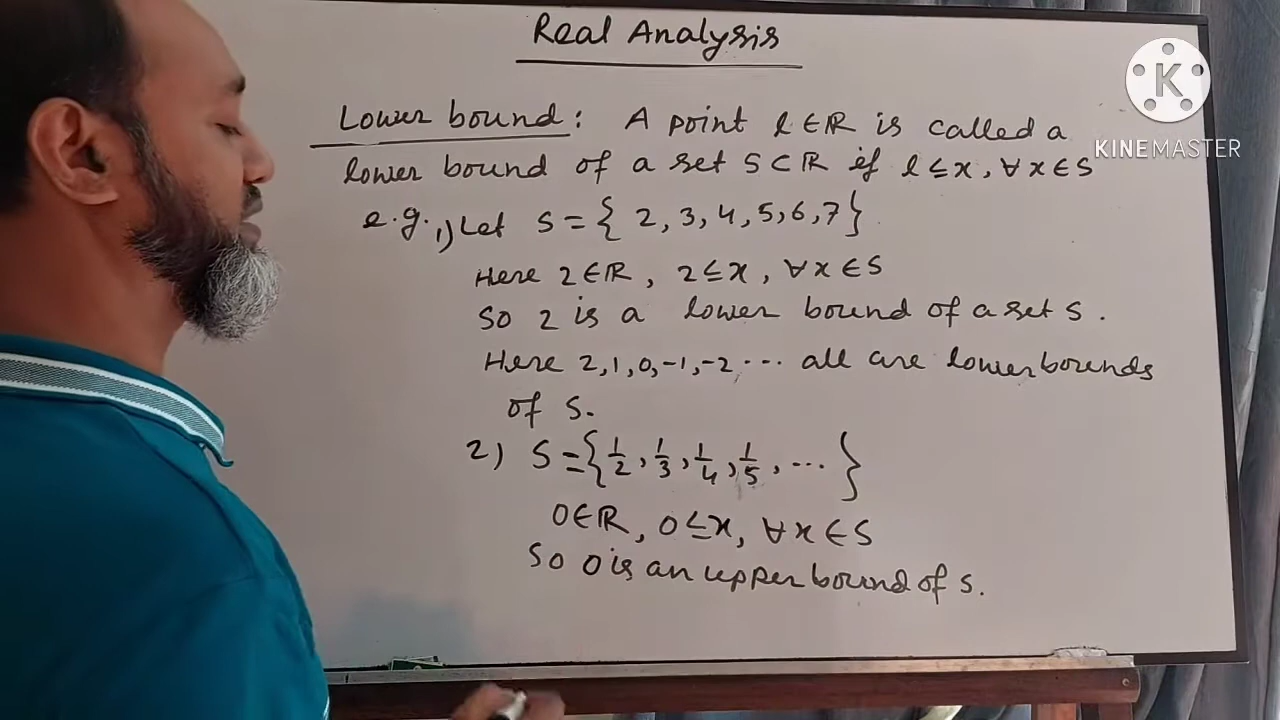 Real Analysis
K
KINEMASTER
Lower bound: A point l∈ℝ is called a
lower bound of a set S⊂ℝ if l≤x, ∀x∈S
e.g., 1) Let S={2,3,4,5,6,7}
Here 2∈ℝ, 2≤x, ∀x∈S
So 2 is a lower bound of a set S.
Here 2,1,0,-1,-2,... all are lower bounds
of S.
2) S={1/2, 1/3, 1/4, 1/5, ...}
0∈ℝ, 0≤x, ∀x∈S
So 0 is an upper bound of S.